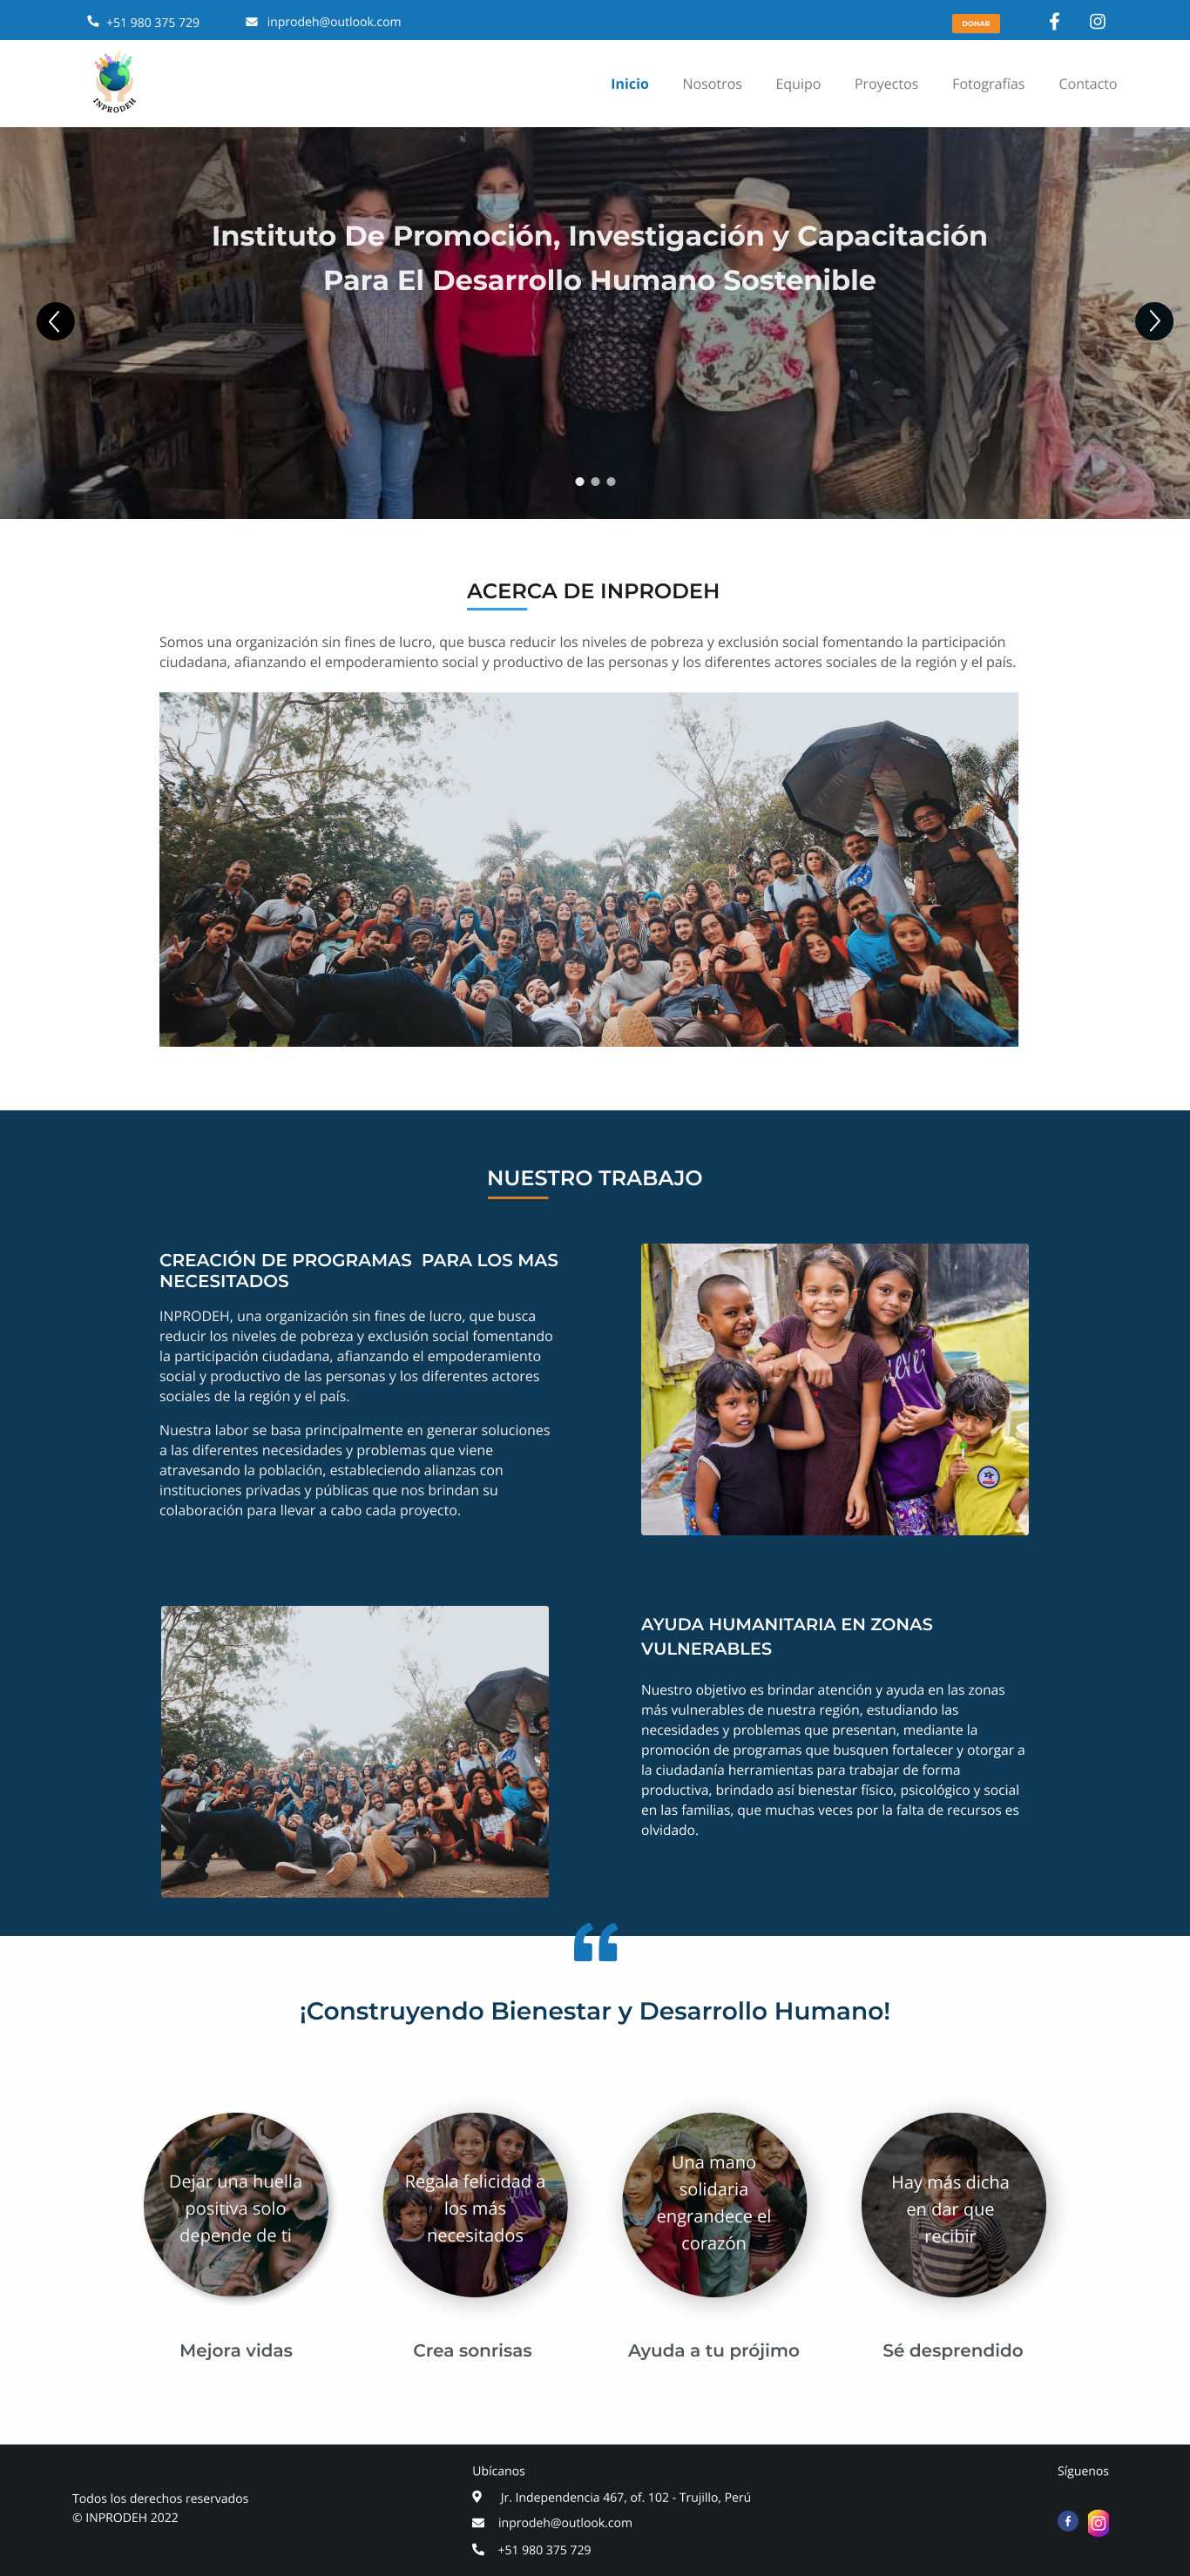 +51 980 375 729
inprodeh@outlook.com
DONAR
INPRODEH
Inicio
Nosotros
Equipo
Proyectos
Fotografías
Contacto
Instituto De Promoción, Investigación y Capacitación
Para El Desarrollo Humano Sostenible
ACERCA DE INPRODEH
Somos una organización sin fines de lucro, que busca reducir los niveles de pobreza y exclusión social fomentando la participación
ciudadana, afianzando el empoderamiento social y productivo de las personas y los diferentes actores sociales de la región y el país.
NUESTRO TRABAJO
CREACIÓN DE PROGRAMAS  PARA LOS MAS
NECESITADOS
INPRODEH, una organización sin fines de lucro, que busca
reducir los niveles de pobreza y exclusión social fomentando
la participación ciudadana, afianzando el empoderamiento
social y productivo de las personas y los diferentes actores
sociales de la región y el país.
Nuestra labor se basa principalmente en generar soluciones
a las diferentes necesidades y problemas que viene
atravesando la población, estableciendo alianzas con
instituciones privadas y públicas que nos brindan su
colaboración para llevar a cabo cada proyecto.
AYUDA HUMANITARIA EN ZONAS
VULNERABLES
Nuestro objetivo es brindar atención y ayuda en las zonas
más vulnerables de nuestra región, estudiando las
necesidades y problemas que presentan, mediante la
promoción de programas que busquen fortalecer y otorgar a
la ciudadanía herramientas para trabajar de forma
productiva, brindado así bienestar físico, psicológico y social
en las familias, que muchas veces por la falta de recursos es
olvidado.
“
¡Construyendo Bienestar y Desarrollo Humano!
Dejar una huella
positiva solo
depende de ti
Regala felicidad a
los más
necesitados
Una mano
solidaria
engrandece el
corazón
Hay más dicha
en dar que
recibir
Mejora vidas
Crea sonrisas
Ayuda a tu prójimo
Sé desprendido
Todos los derechos reservados
© INPRODEH 2022
Ubícanos
Jr. Independencia 467, of. 102 - Trujillo, Perú
inprodeh@outlook.com
+51 980 375 729
Síguenos